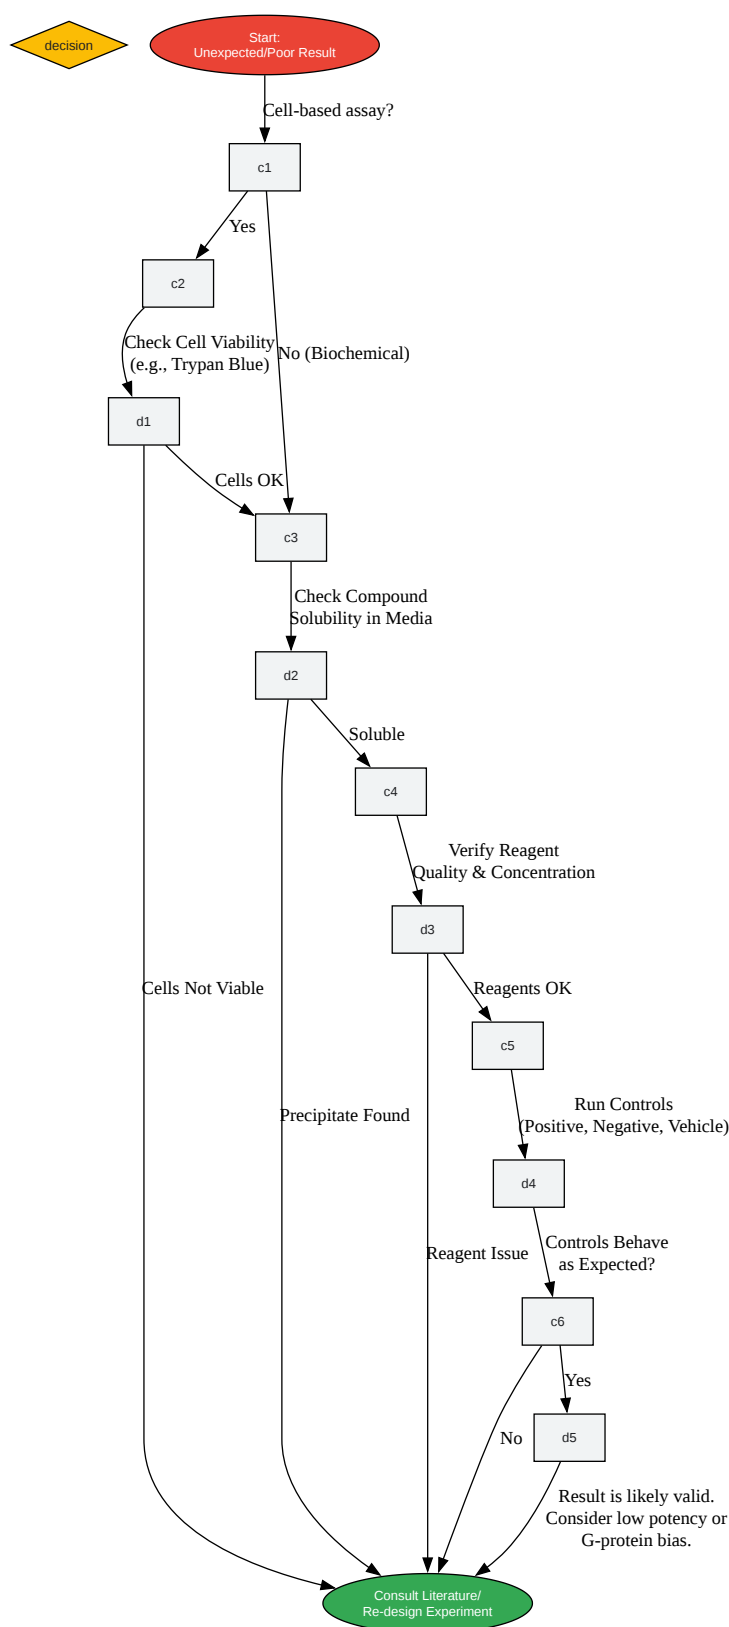 decision
Start:
Unexpected/Poor Result
Cell-based assay?
c1
Yes
c2
Check Cell Viability
(e.g., Trypan Blue)
No (Biochemical)
d1
Cells OK
c3
Check Compound
Solubility in Media
d2
Soluble
c4
Verify Reagent
Quality & Concentration
d3
Cells Not Viable
Reagents OK
c5
Precipitate Found
Run Controls
(Positive, Negative, Vehicle)
d4
Reagent Issue
Controls Behave
as Expected?
c6
Yes
No
d5
Result is likely valid.
Consider low potency or
G-protein bias.
Consult Literature/
Re-design Experiment